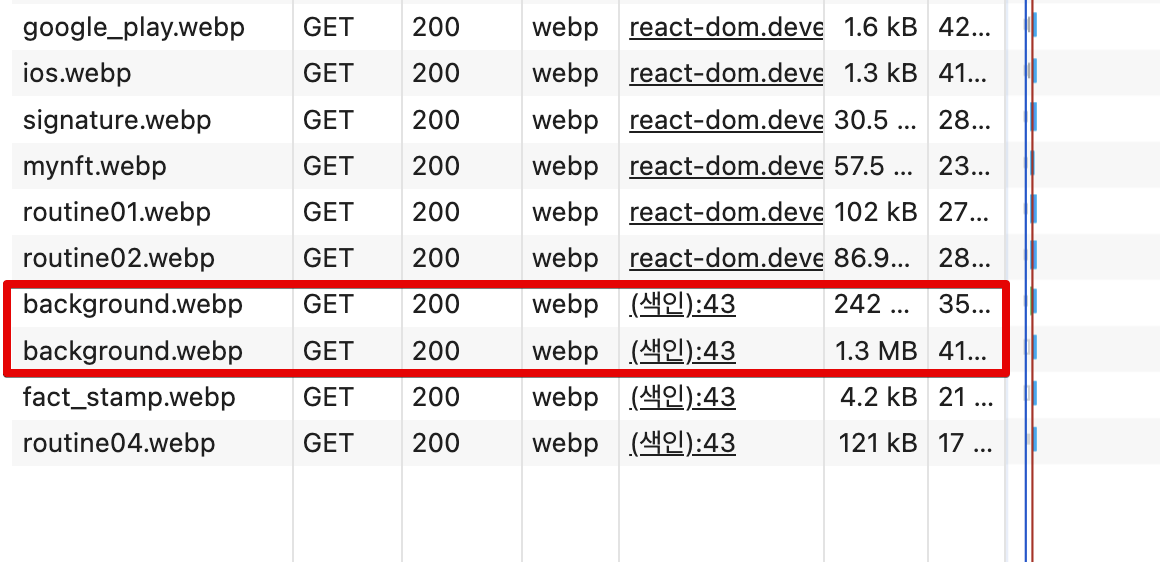 google_play.webp GET 200 webp react-dom.deve 1.6 kB 42...
ios.webp GET 200 webp react-dom.deve 1.3 kB 41...
signature.webp GET 200 webp react-dom.deve 30.5 ... 28...
mynft.webp GET 200 webp react-dom.deve 57.5 ... 23...
routine01.webp GET 200 webp react-dom.deve 102 kB 27...
routine02.webp GET 200 webp react-dom.deve 86.9... 28...
background.webp GET 200 webp (색인):43 242 ... 35...
background.webp GET 200 webp (색인):43 1.3 MB 41...
fact_stamp.webp GET 200 webp (색인):43 4.2 kB 21 ...
routine04.webp GET 200 webp (색인):43 121 kB 17 ...